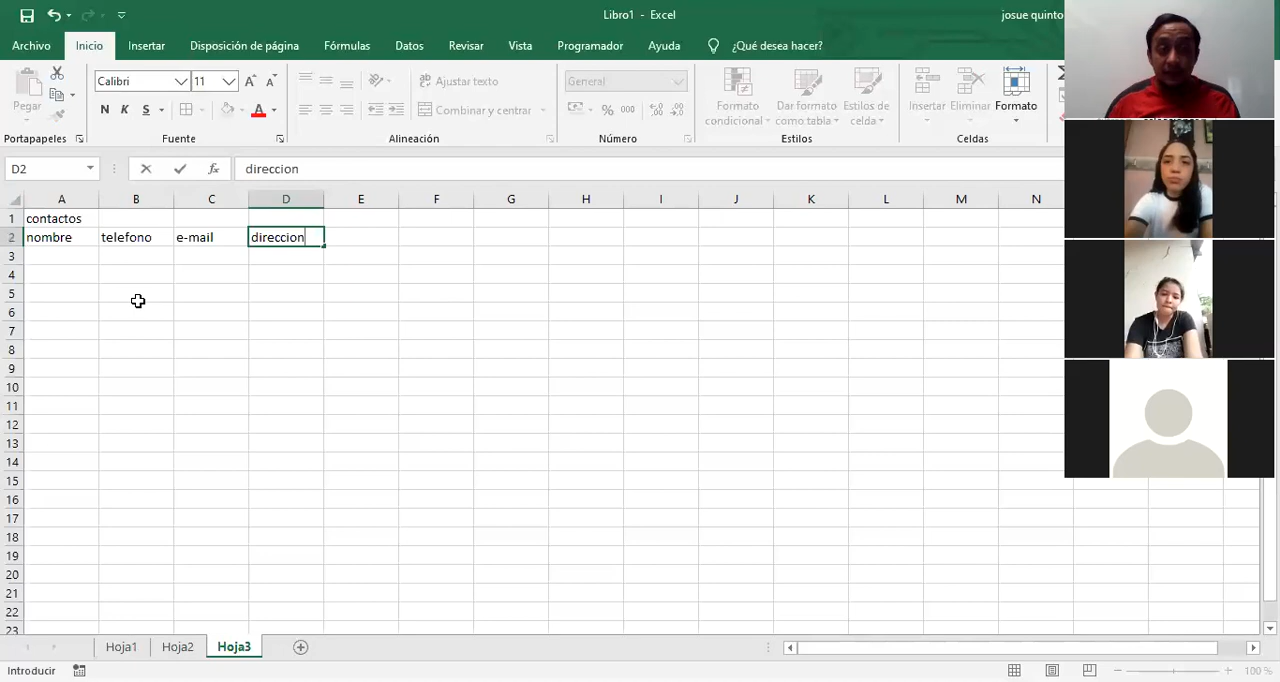 Libro1 - Excel
josue quinto
Archivo Inicio Insertar Disposición de página Fórmulas Datos Revisar Vista Programador Ayuda ¿Qué desea hacer?
Pegar
Calibri 11
N K S A
Ajustar texto
Combinar y centrar
General
% 000
Formato condicional
Dar formato como tabla
Estilos de celda
Insertar Eliminar Formato
Portapapeles Fuente Alineación Número Estilos Celdas
D2 fx direccion
A B C D E F G H I J K L M N
1 contactos
2 nombre telefono e-mail direccion
3
4
5
6
7
8
9
10
11
12
13
14
15
16
17
18
19
20
21
22
23
Hoja1 Hoja2 Hoja3
Introducir 100 %